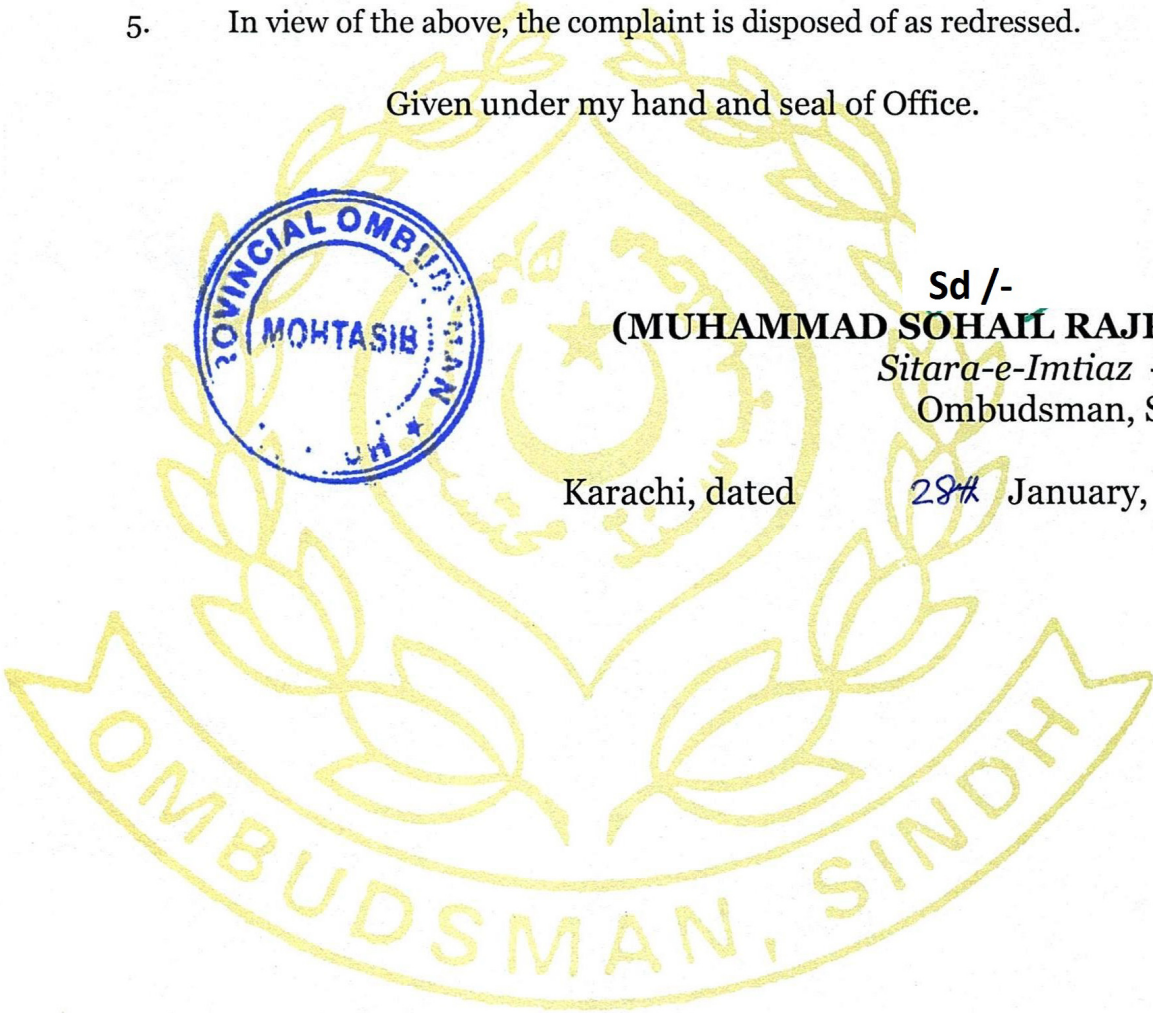 5. In view of the above, the complaint is disposed of as redressed.
Given under my hand and seal of Office.
PROVINCIAL OMBUDSMAN
MOHTASIB
Sd /-
(MUHAMMAD SOHAIL
Sitara-e-Imtiaz -
Ombudsman,
Karachi, dated 28th January,
OMBUDSMAN, SINDH